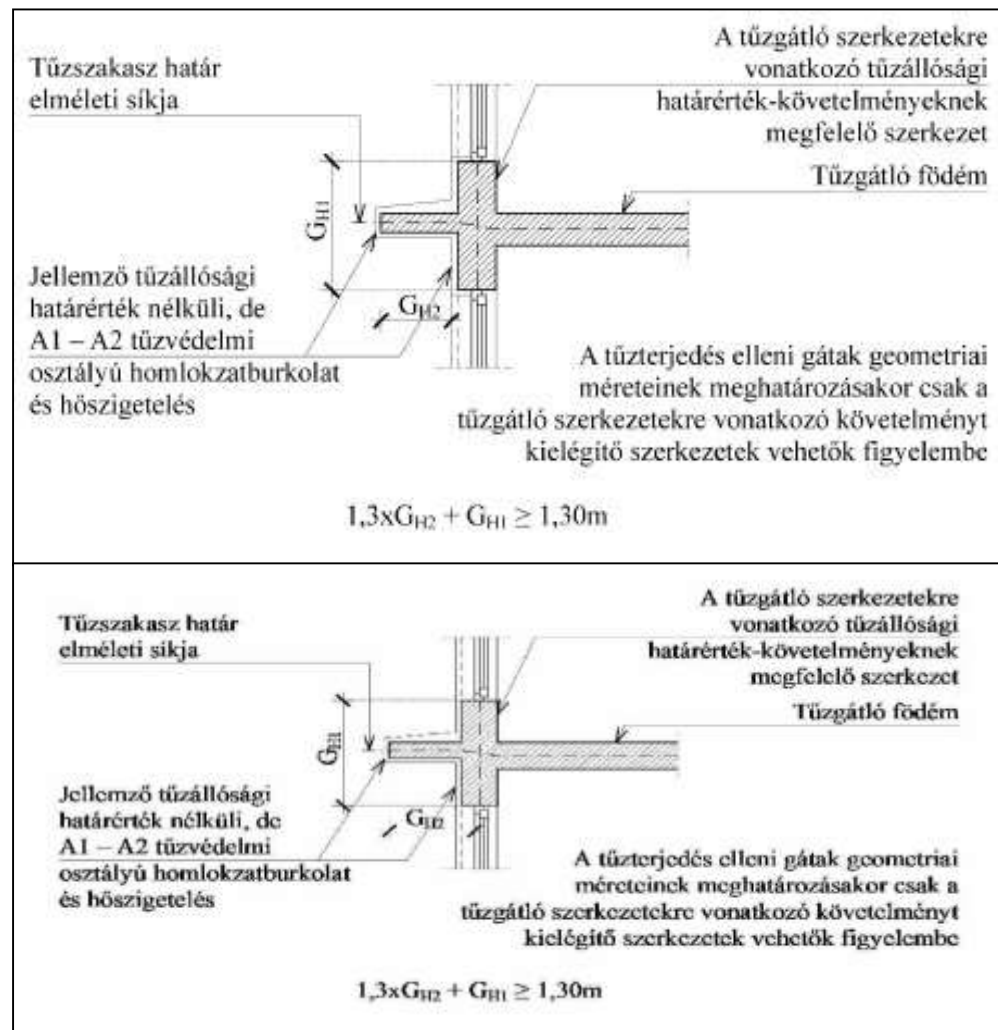 Tűzszakasz határ
elméleti síkja
A tűzgátló szerkezetekre
vonatkozó tűzállósági
határérték-követelményeknek
megfelelő szerkezet
Tűzgátló födém
GH1
Jellemző tűzállósági
határérték nélküli, de
A1 – A2 tűzvédelmi
osztályú homlokzatburkolat
és hőszigetelés
GH2
A tűzterjedés elleni gátak geometriai
méreteinek meghatározásakor csak a
tűzgátló szerkezetekre vonatkozó követelményt
kielégítő szerkezetek vehetők figyelembe
1,3xGH2 + GH1 ≥ 1,30m
Tűzszakasz határ
elméleti síkja
A tűzgátló szerkezetekre
vonatkozó tűzállósági
határérték-követelményeknek
megfelelő szerkezet
Tűzgátló födém
GH1
Jellemző tűzállósági
határérték nélküli, de
A1 – A2 tűzvédelmi
osztályú homlokzatburkolat
és hőszigetelés
GH2
A tűzterjedés elleni gátak geometriai
méreteinek meghatározásakor csak a
tűzgátló szerkezetekre vonatkozó követelményt
kielégítő szerkezetek vehetők figyelembe
1,3xGH2 + GH1 ≥ 1,30m